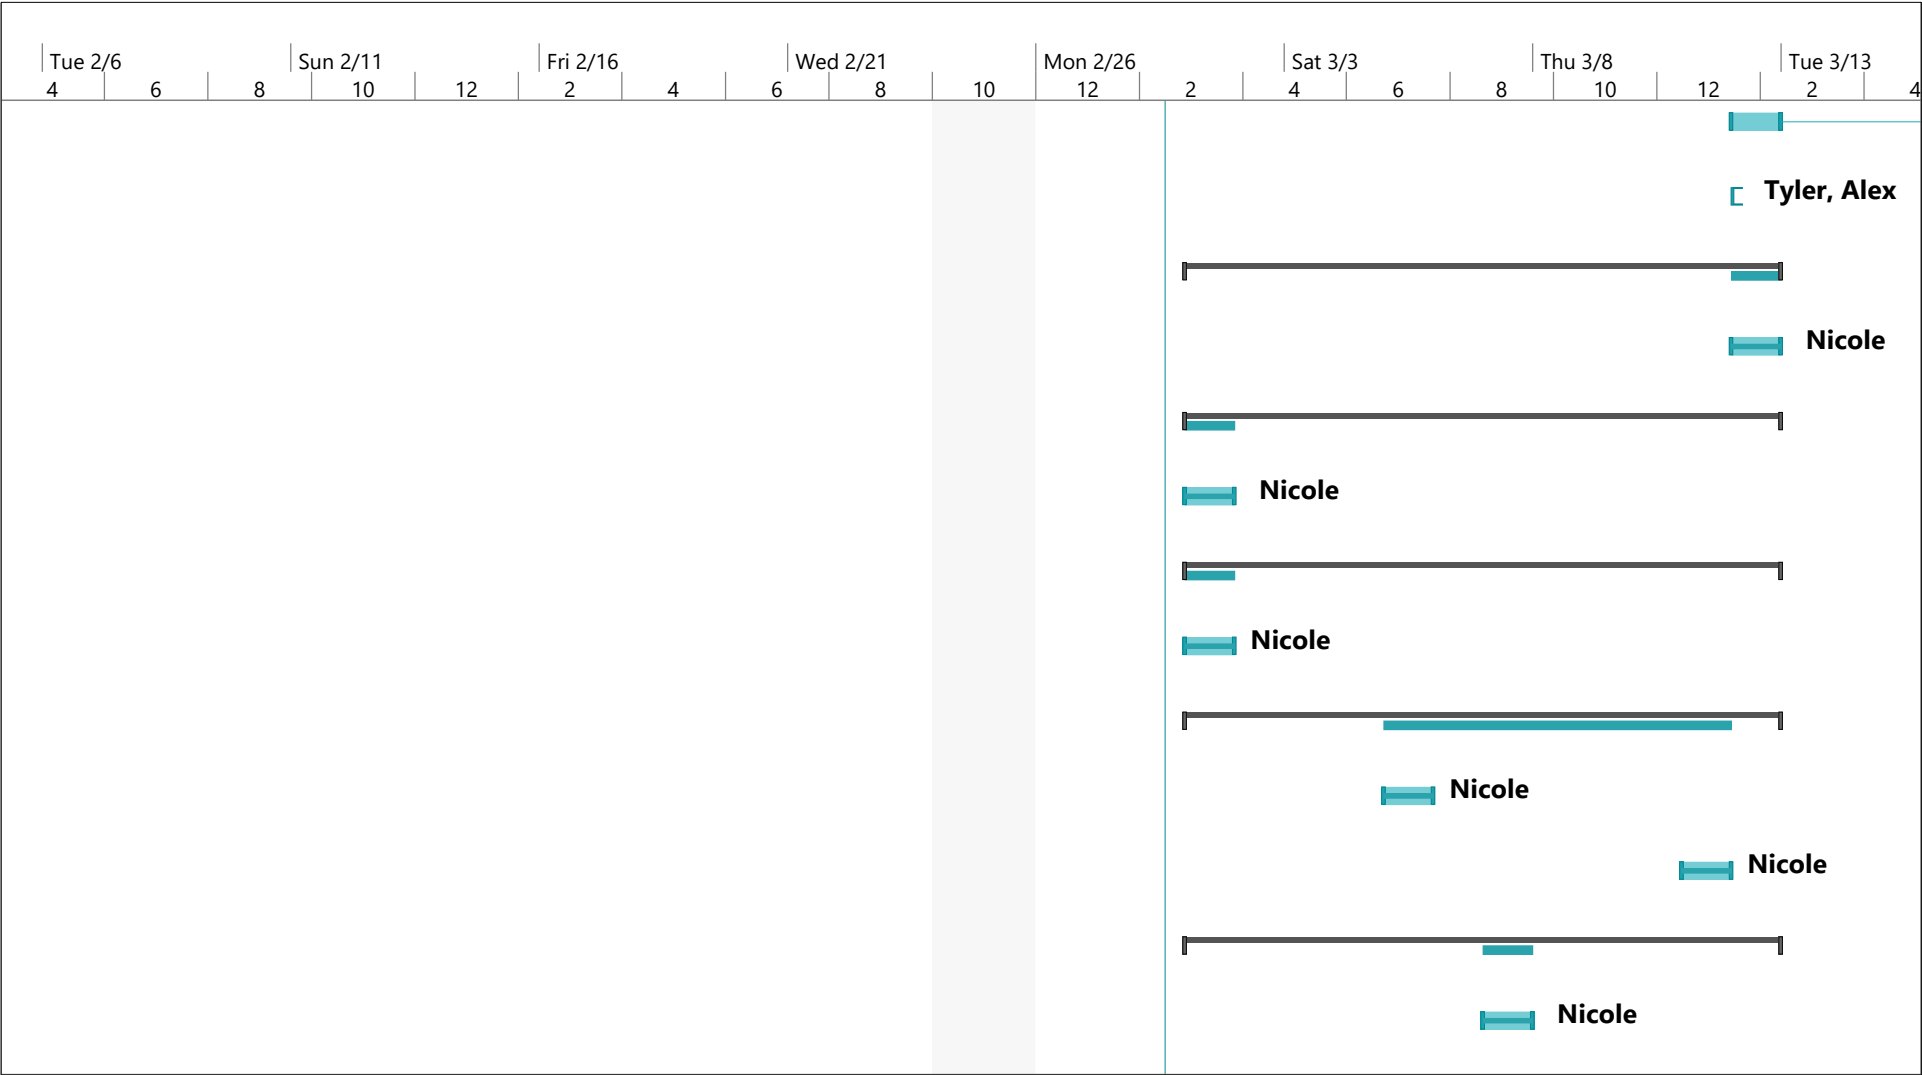 Tue 2/6 Sun 2/11 Fri 2/16 Wed 2/21 Mon 2/26 Sat 3/3 Thu 3/8 Tue 3/13
4 6 8 10 12 2 4 6 8 10 12 2 4 6 8 10 12 2 4
Tyler, Alex
Nicole
Nicole
Nicole
Nicole
Nicole
Nicole